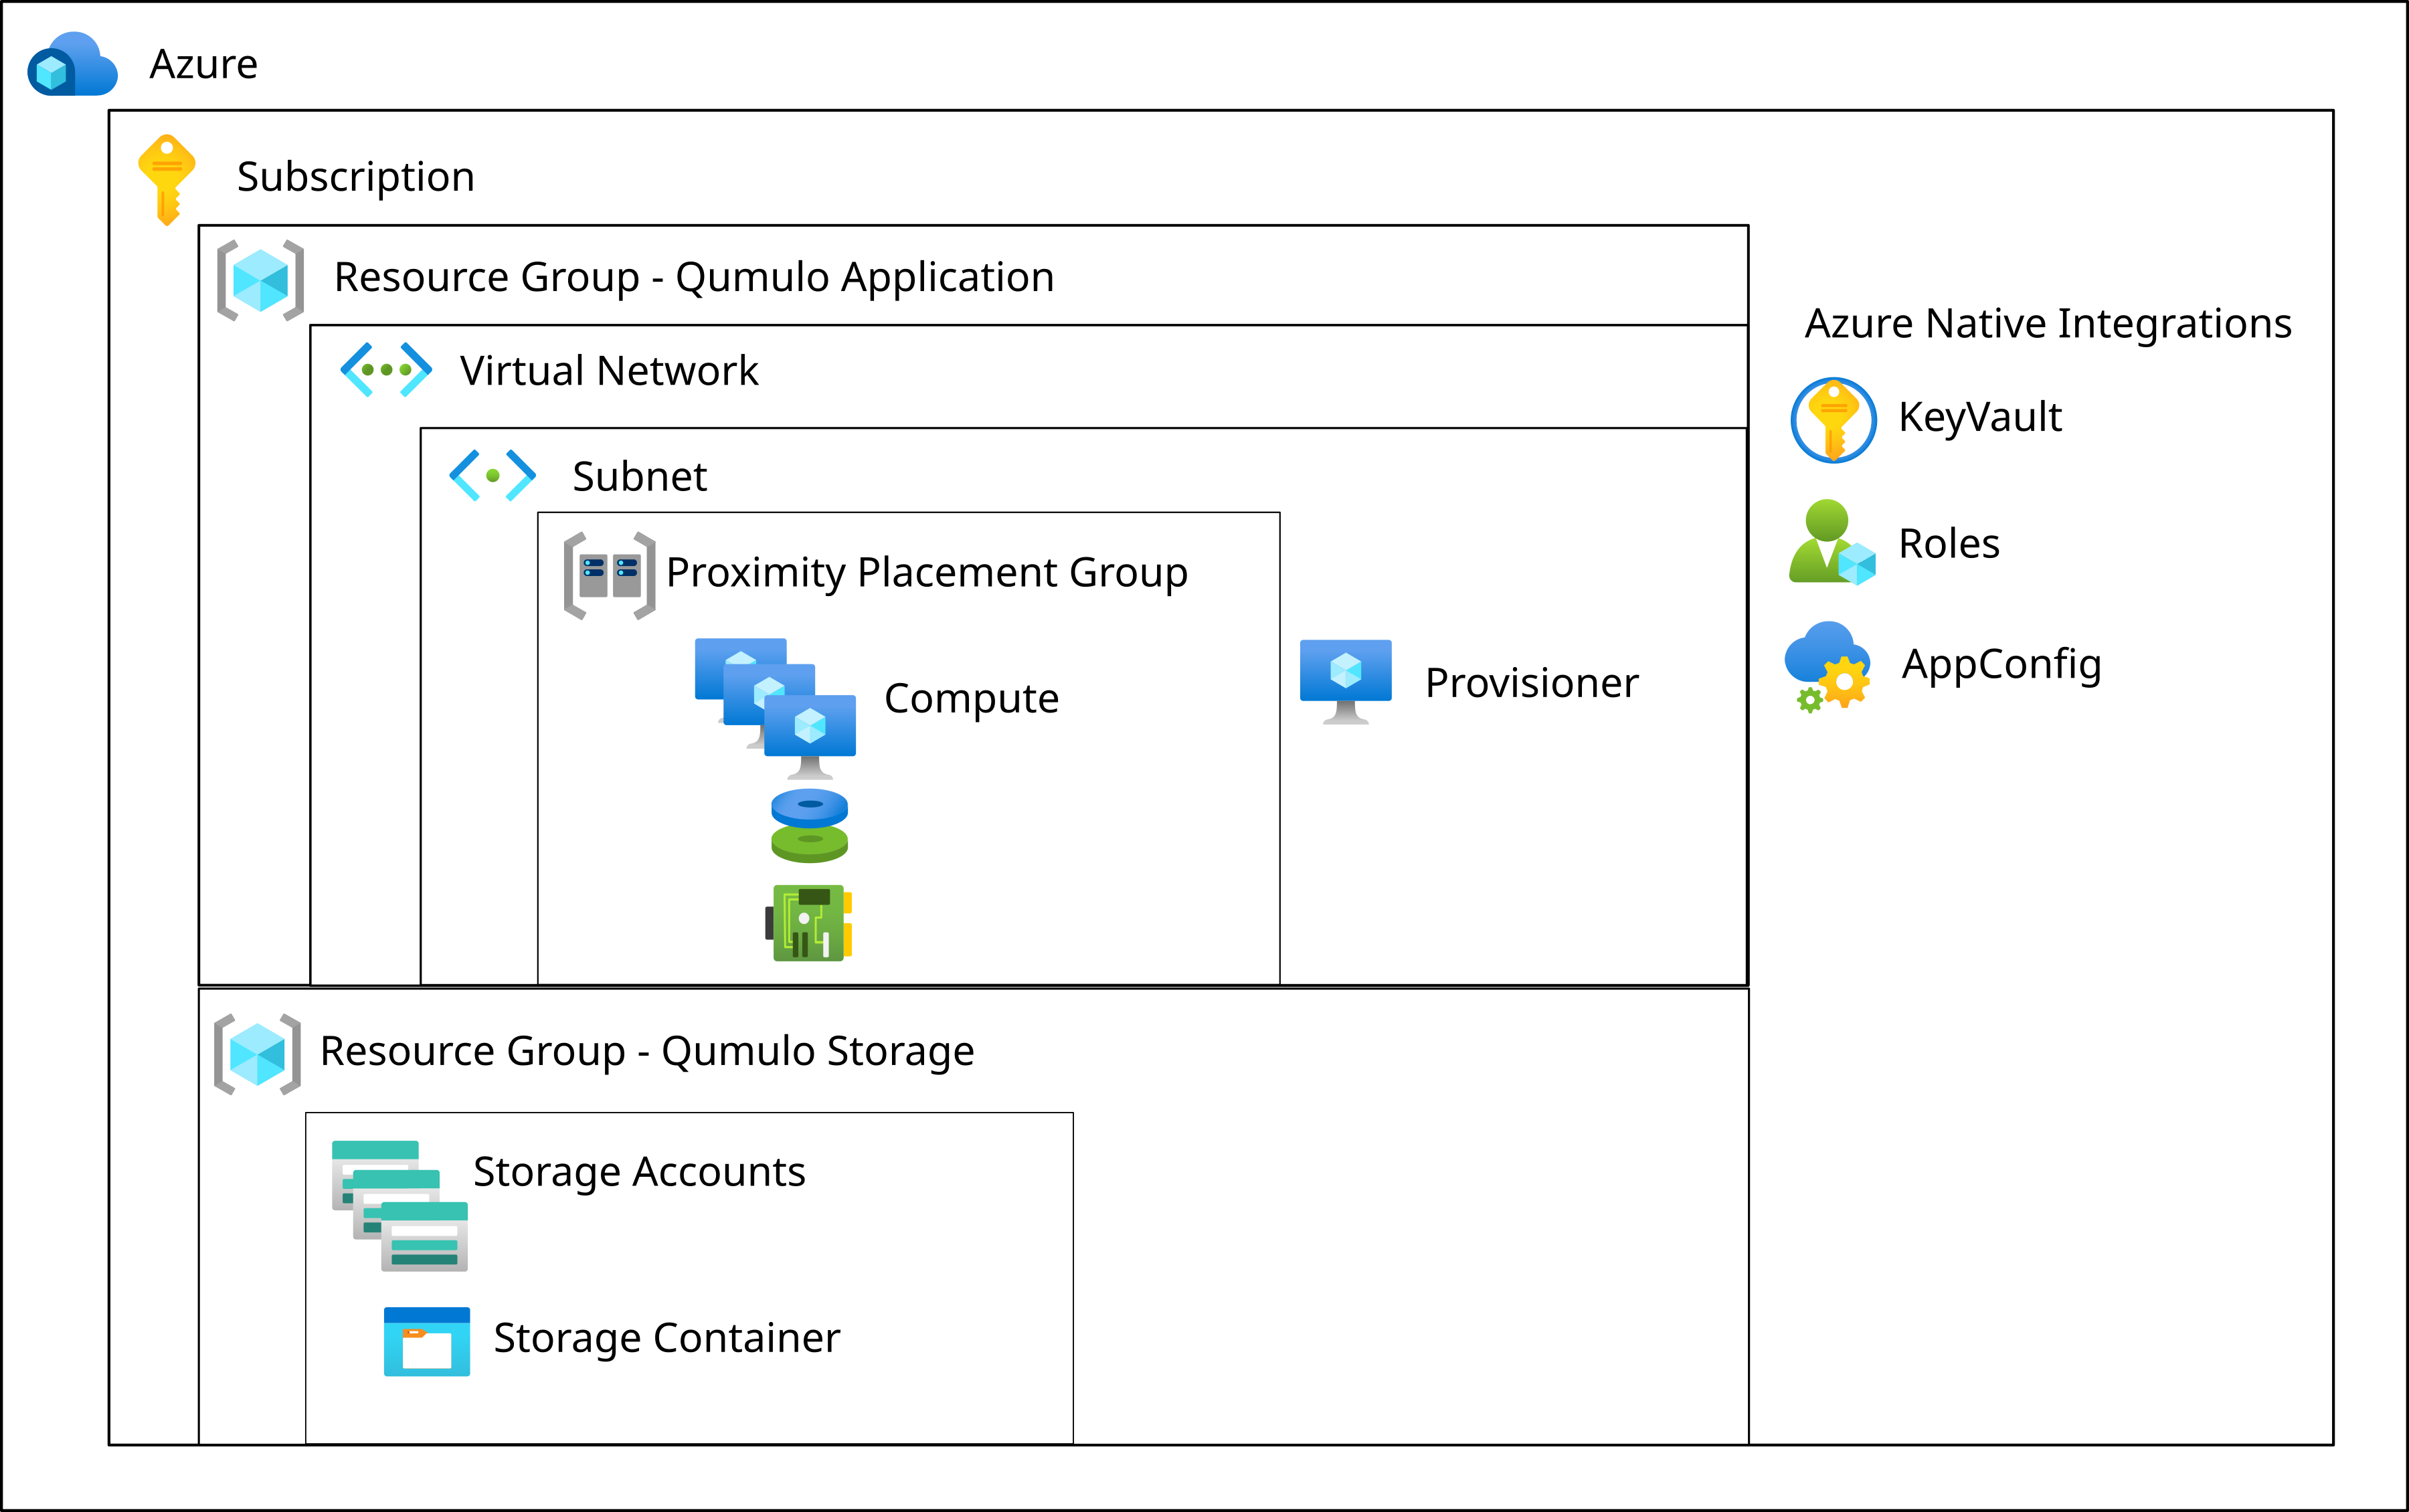 Azure
Subscription
Resource Group - Qumulo Application
Virtual Network
Subnet
Proximity Placement Group
Compute
Provisioner
Azure Native Integrations
KeyVault
Roles
AppConfig
Resource Group - Qumulo Storage
Storage Accounts
Storage Container